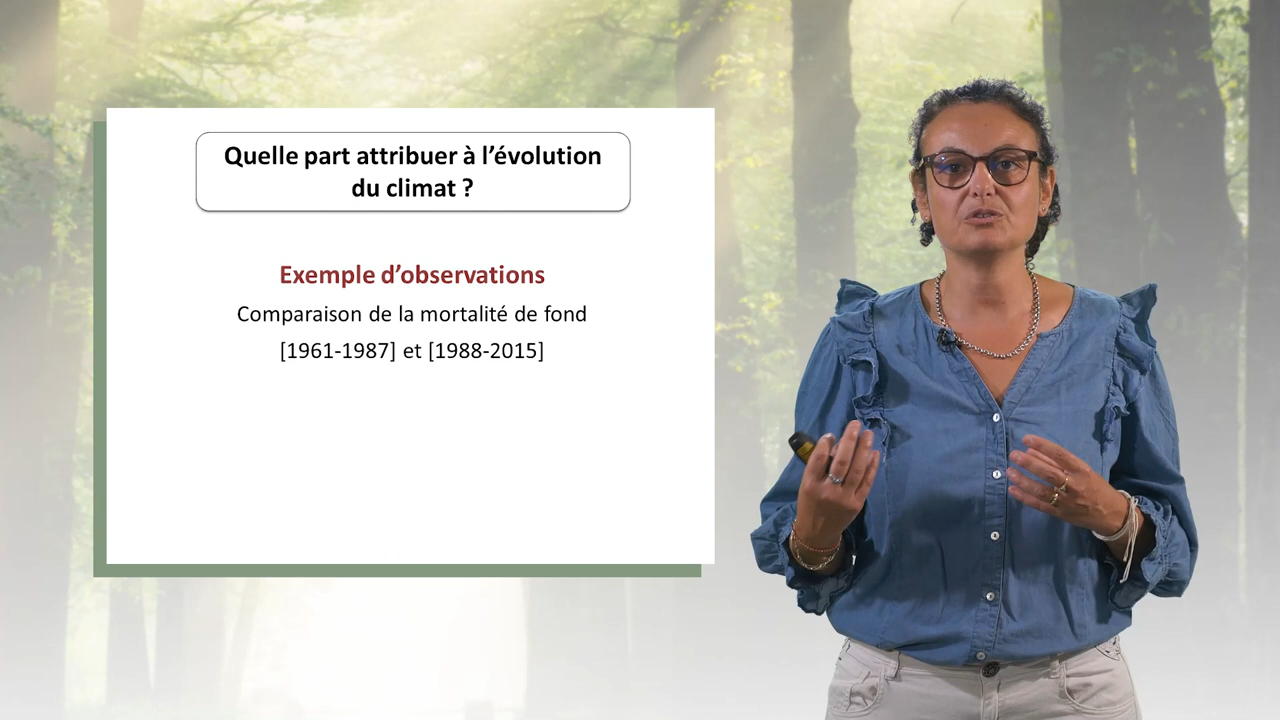 Quelle part attribuer à l’évolution
du climat ?
Exemple d’observations
Comparaison de la mortalité de fond
[1961-1987] et [1988-2015]